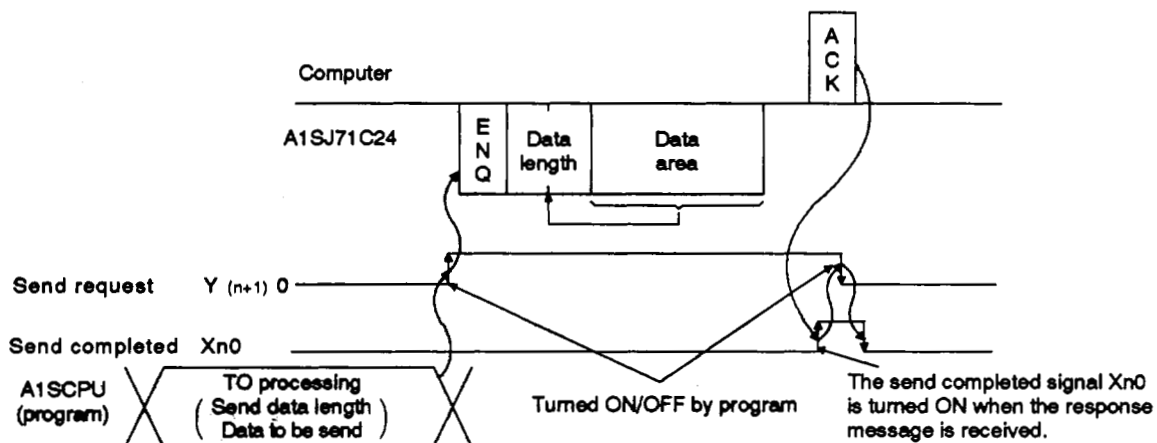 A
C
K
Computer
A1SJ71C24
E
N
Q
Data
length
Data
area
Send request Y (n+1) 0
Send completed Xn0
A1SCPU
(program)
TO processing
( Send data length
Data to be send )
Turned ON/OFF by program
The send completed signal Xn0
is turned ON when the response
message is received.